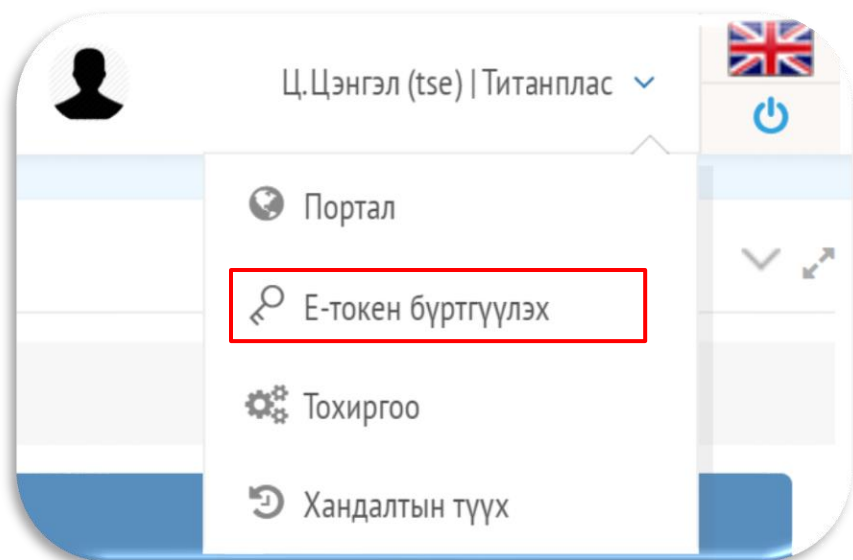 Ц.Цэнгэл (tse) | Титанплас
Портал
Е-токен бүртгүүлэх
Тохиргоо
Хандалтын түүх